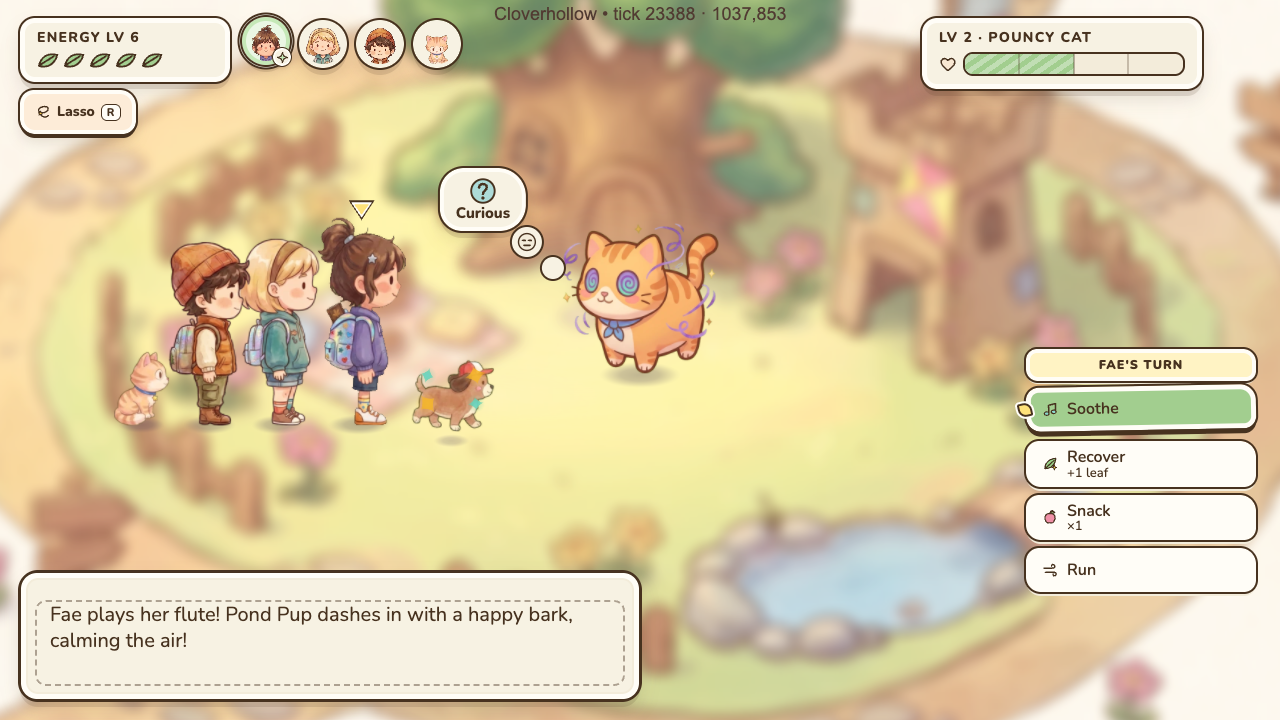 Cloverhollow • tick 23388 · 1037,853
ENERGY LV 6
LV 2 · POUNCY CAT
Lasso R
?
Curious
FAE'S TURN
Soothe
Recover
+1 leaf
Snack
×1
Run
Fae plays her flute! Pond Pup dashes in with a happy bark,
calming the air!